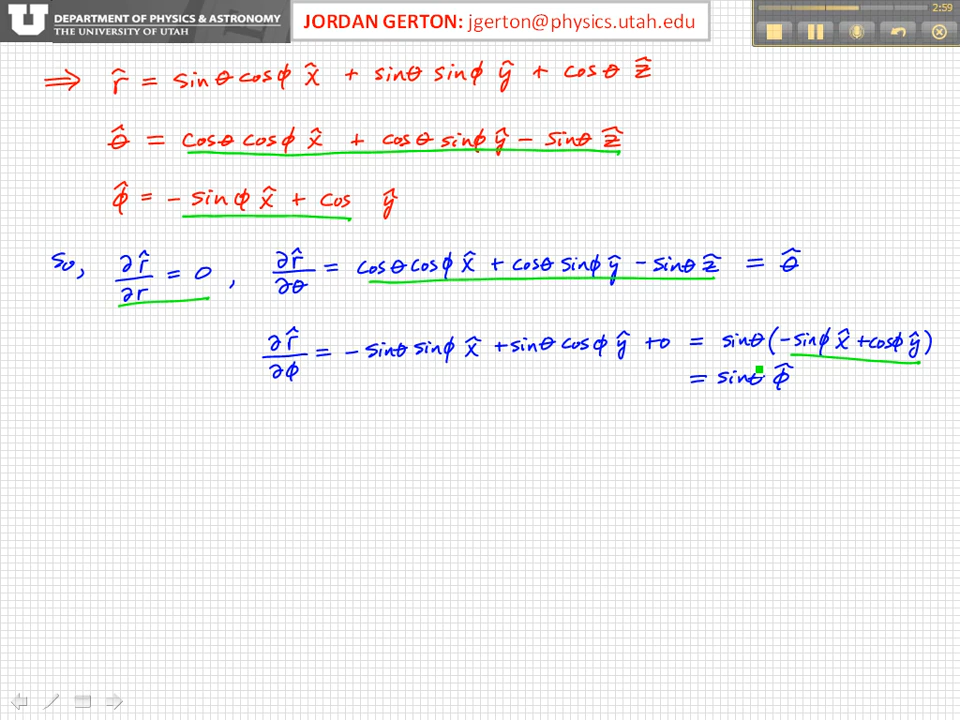 U DEPARTMENT OF PHYSICS & ASTRONOMY
THE UNIVERSITY OF UTAH
JORDAN GERTON: jgerton@physics.utah.edu
2:59
⇒ r̂ = sinθ cosϕ x̂ + sinθ sinϕ ŷ + cosθ ẑ
θ̂ = cosθ cosϕ x̂ + cosθ sinϕ ŷ − sinθ ẑ
ϕ̂ = − sinϕ x̂ + cos ŷ
So, ∂r̂/∂r = 0, ∂r̂/∂θ = cosθ cosϕ x̂ + cosθ sinϕ ŷ − sinθ ẑ = θ̂
∂r̂/∂ϕ = − sinθ sinϕ x̂ + sinθ cosϕ ŷ + 0 = sinθ (− sinϕ x̂ + cosϕ ŷ)
= sinθ ϕ̂